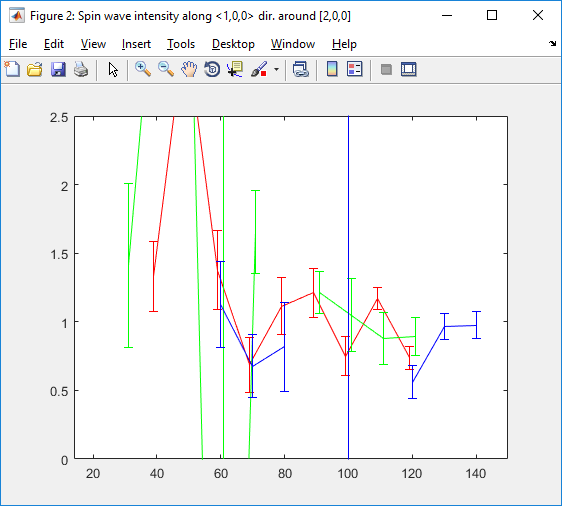 Figure 2: Spin wave intensity along <1,0,0> dir. around [2,0,0]
File Edit View Insert Tools Desktop Window Help
2.5
2
1.5
1
0.5
0
20 40 60 80 100 120 140